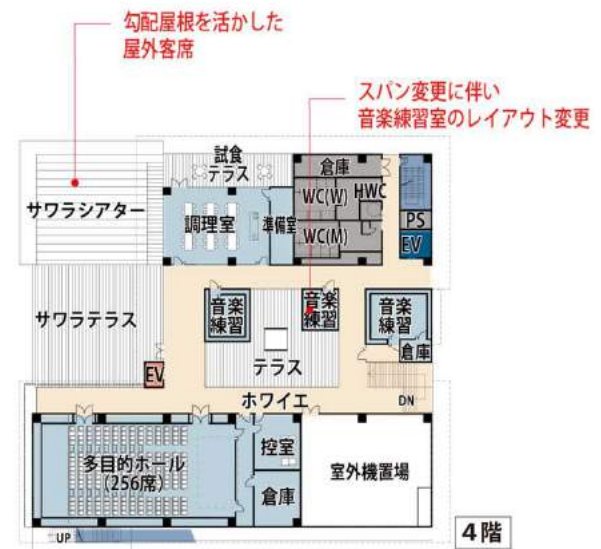 勾配屋根を活かした
屋外客席
スパン変更に伴い
音楽練習室のレイアウト変更
試食
テラス
倉庫
WC(W)
HWC
サワラシアター
調理室
準備室
WC(M)
PS
EV
サワラテラス
音楽
練習
音楽
練習
音楽
練習
倉庫
テラス
EV
ホワイエ
DN
多目的ホール
(256席)
控室
倉庫
室外機置場
UP
4階